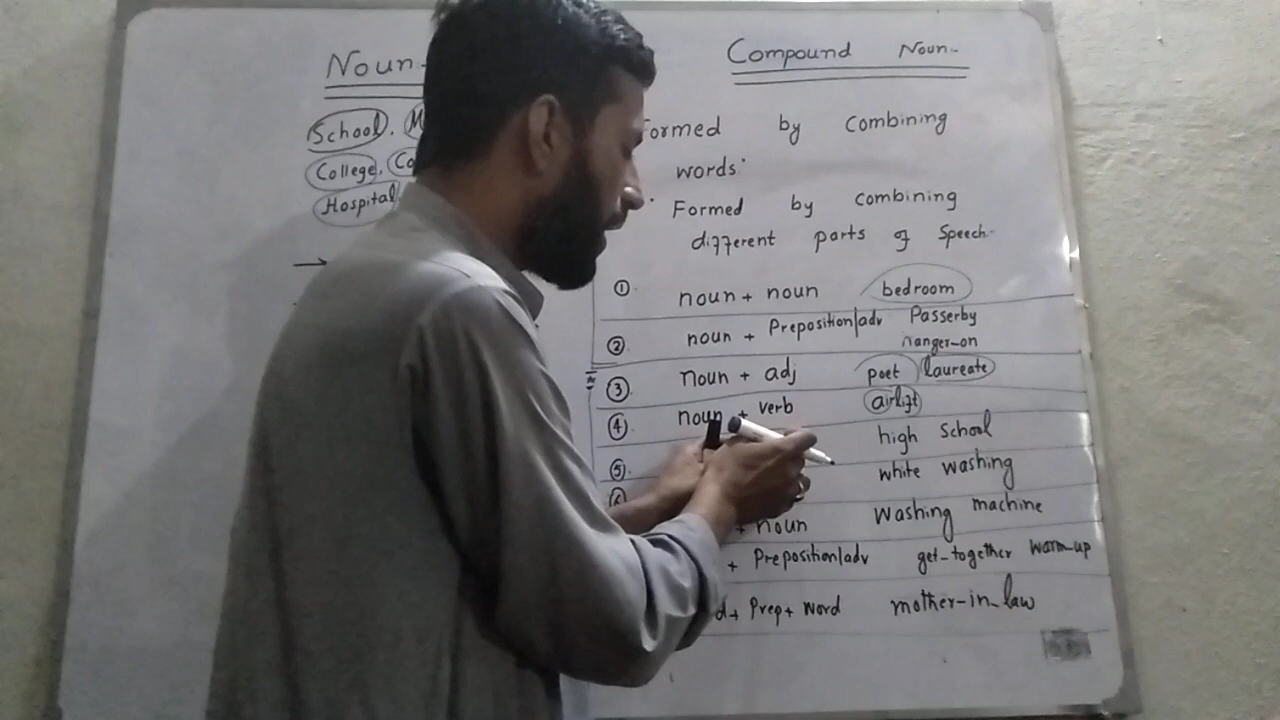 Noun
School,
College,
Hospital
Compound Noun
Formed by combining
words
Formed by combining
different parts of Speech
① noun + noun bedroom
② noun + Preposition/adv Passerby
hanger-on
③ noun + adj poet laureate
④ noun + verb airlift
⑤ high School
white washing
+ noun Washing machine
+ Preposition/adv get-together warm-up
+ Prep + word mother-in-law